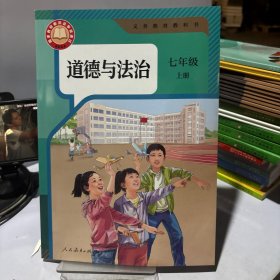 义务教育教科书
道德与法治
七年级
上册
人民教育出版社